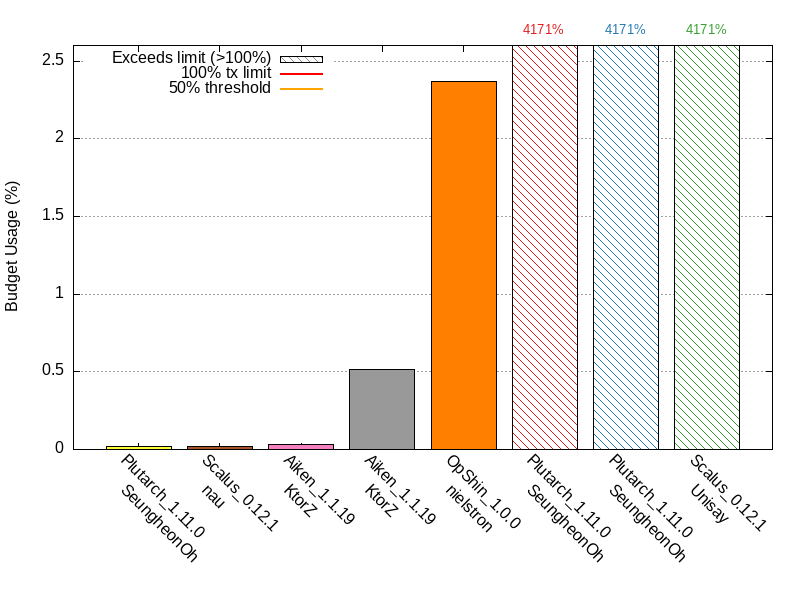 4171% 4171% 4171%
Exceeds limit (>100%)
100% tx limit
50% threshold
Budget Usage (%)
2.5
2
1.5
1
0.5
0
Plutarch_1.11.0
SeungheonOh
Scalus_0.12.1
nau
Aiken_1.1.19
KtorZ
Aiken_1.1.19
KtorZ
OpShin_1.0.0
nielstron
Plutarch_1.11.0
SeungheonOh
Plutarch_1.11.0
SeungheonOh
Scalus_0.12.1
Unisay